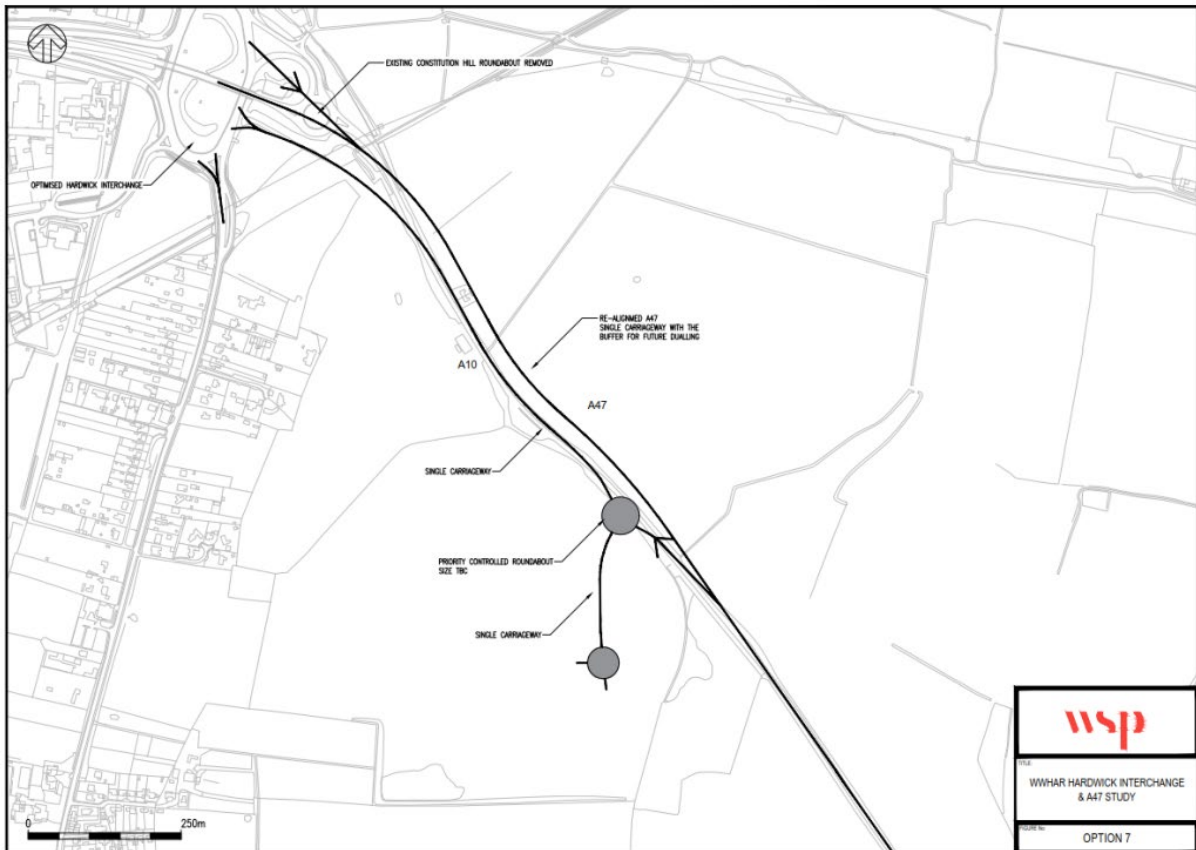 EXISTING CONSTITUTION HILL ROUNDABOUT REMOVED
OPTIMISED HARDWICK INTERCHANGE
RE-ALIGNMED A47
SINGLE CARRIAGEWAY WITH THE
BUFFER FOR FUTURE DUALLING
A10
A47
SINGLE CARRIAGEWAY
PRIORITY CONTROLLED ROUNDABOUT
SIZE TBC
SINGLE CARRIAGEWAY
0
250m
wsp
TITLE:
WWHAR HARDWICK INTERCHANGE
& A47 STUDY
FIGURE No:
OPTION 7